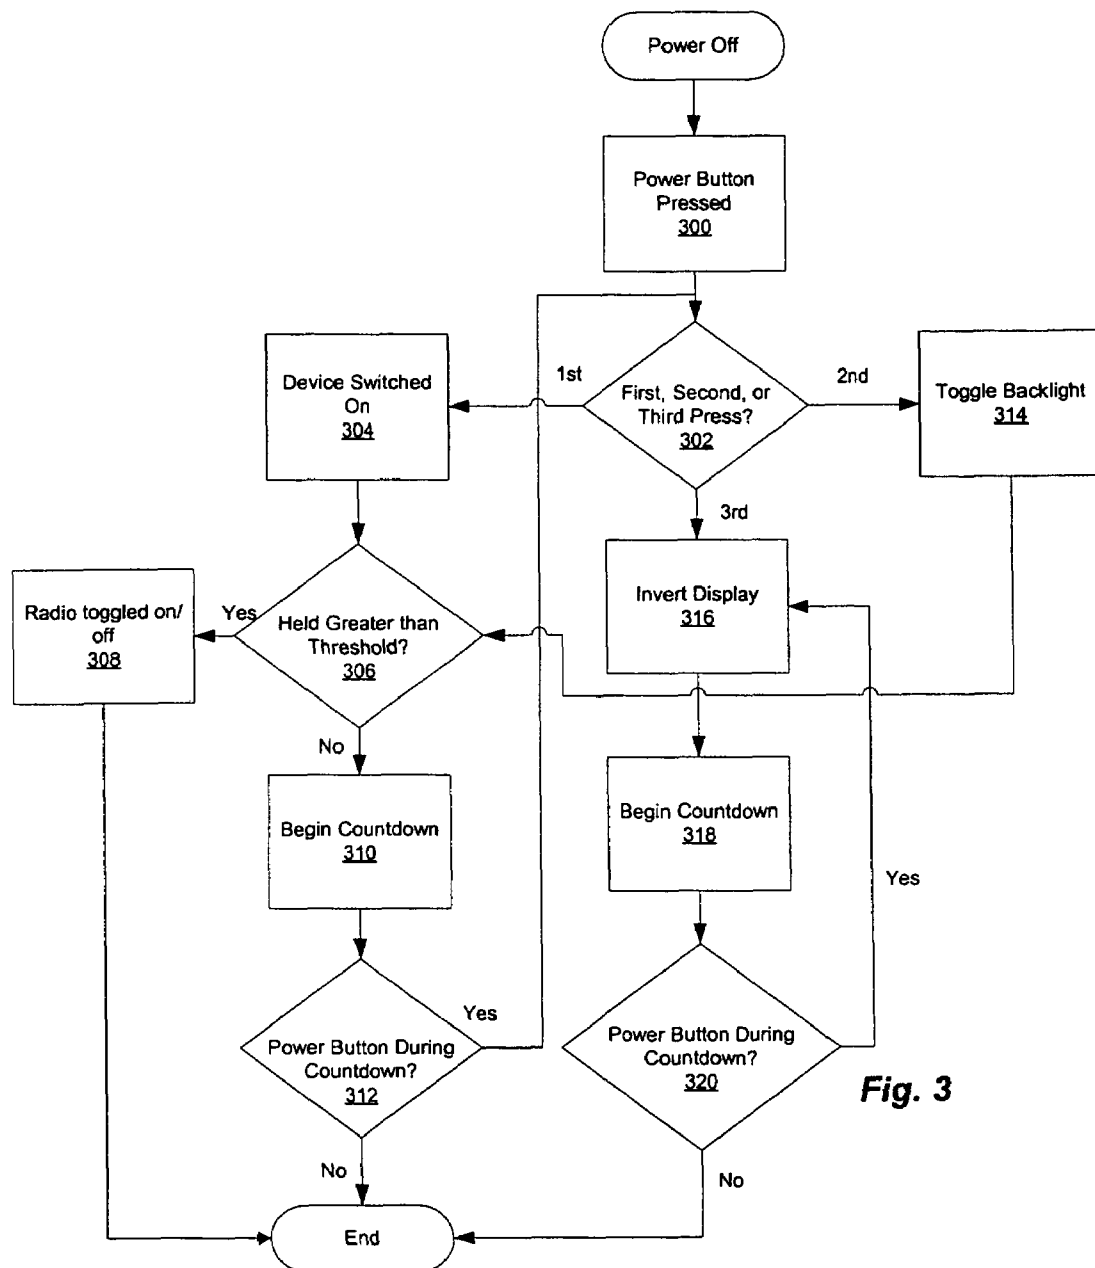 Power Off
Power Button
Pressed
300
1st
2nd
Device Switched
On
304
First, Second, or
Third Press?
302
Toggle Backlight
314
3rd
Radio toggled on/
off
308
Yes
Held Greater than
Threshold?
306
Invert Display
316
No
Begin Countdown
310
Begin Countdown
318
Yes
Yes
Power Button During
Countdown?
312
Power Button During
Countdown?
320
Fig. 3
No
No
End